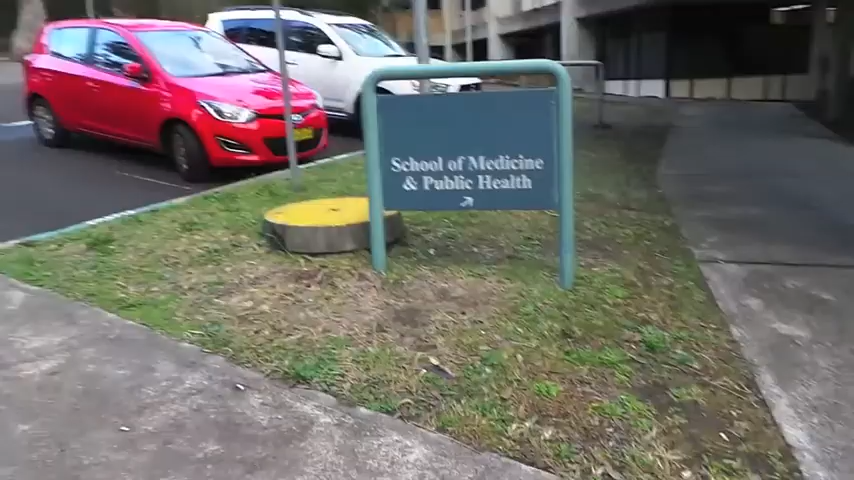 School of Medicine
& Public Health
↗